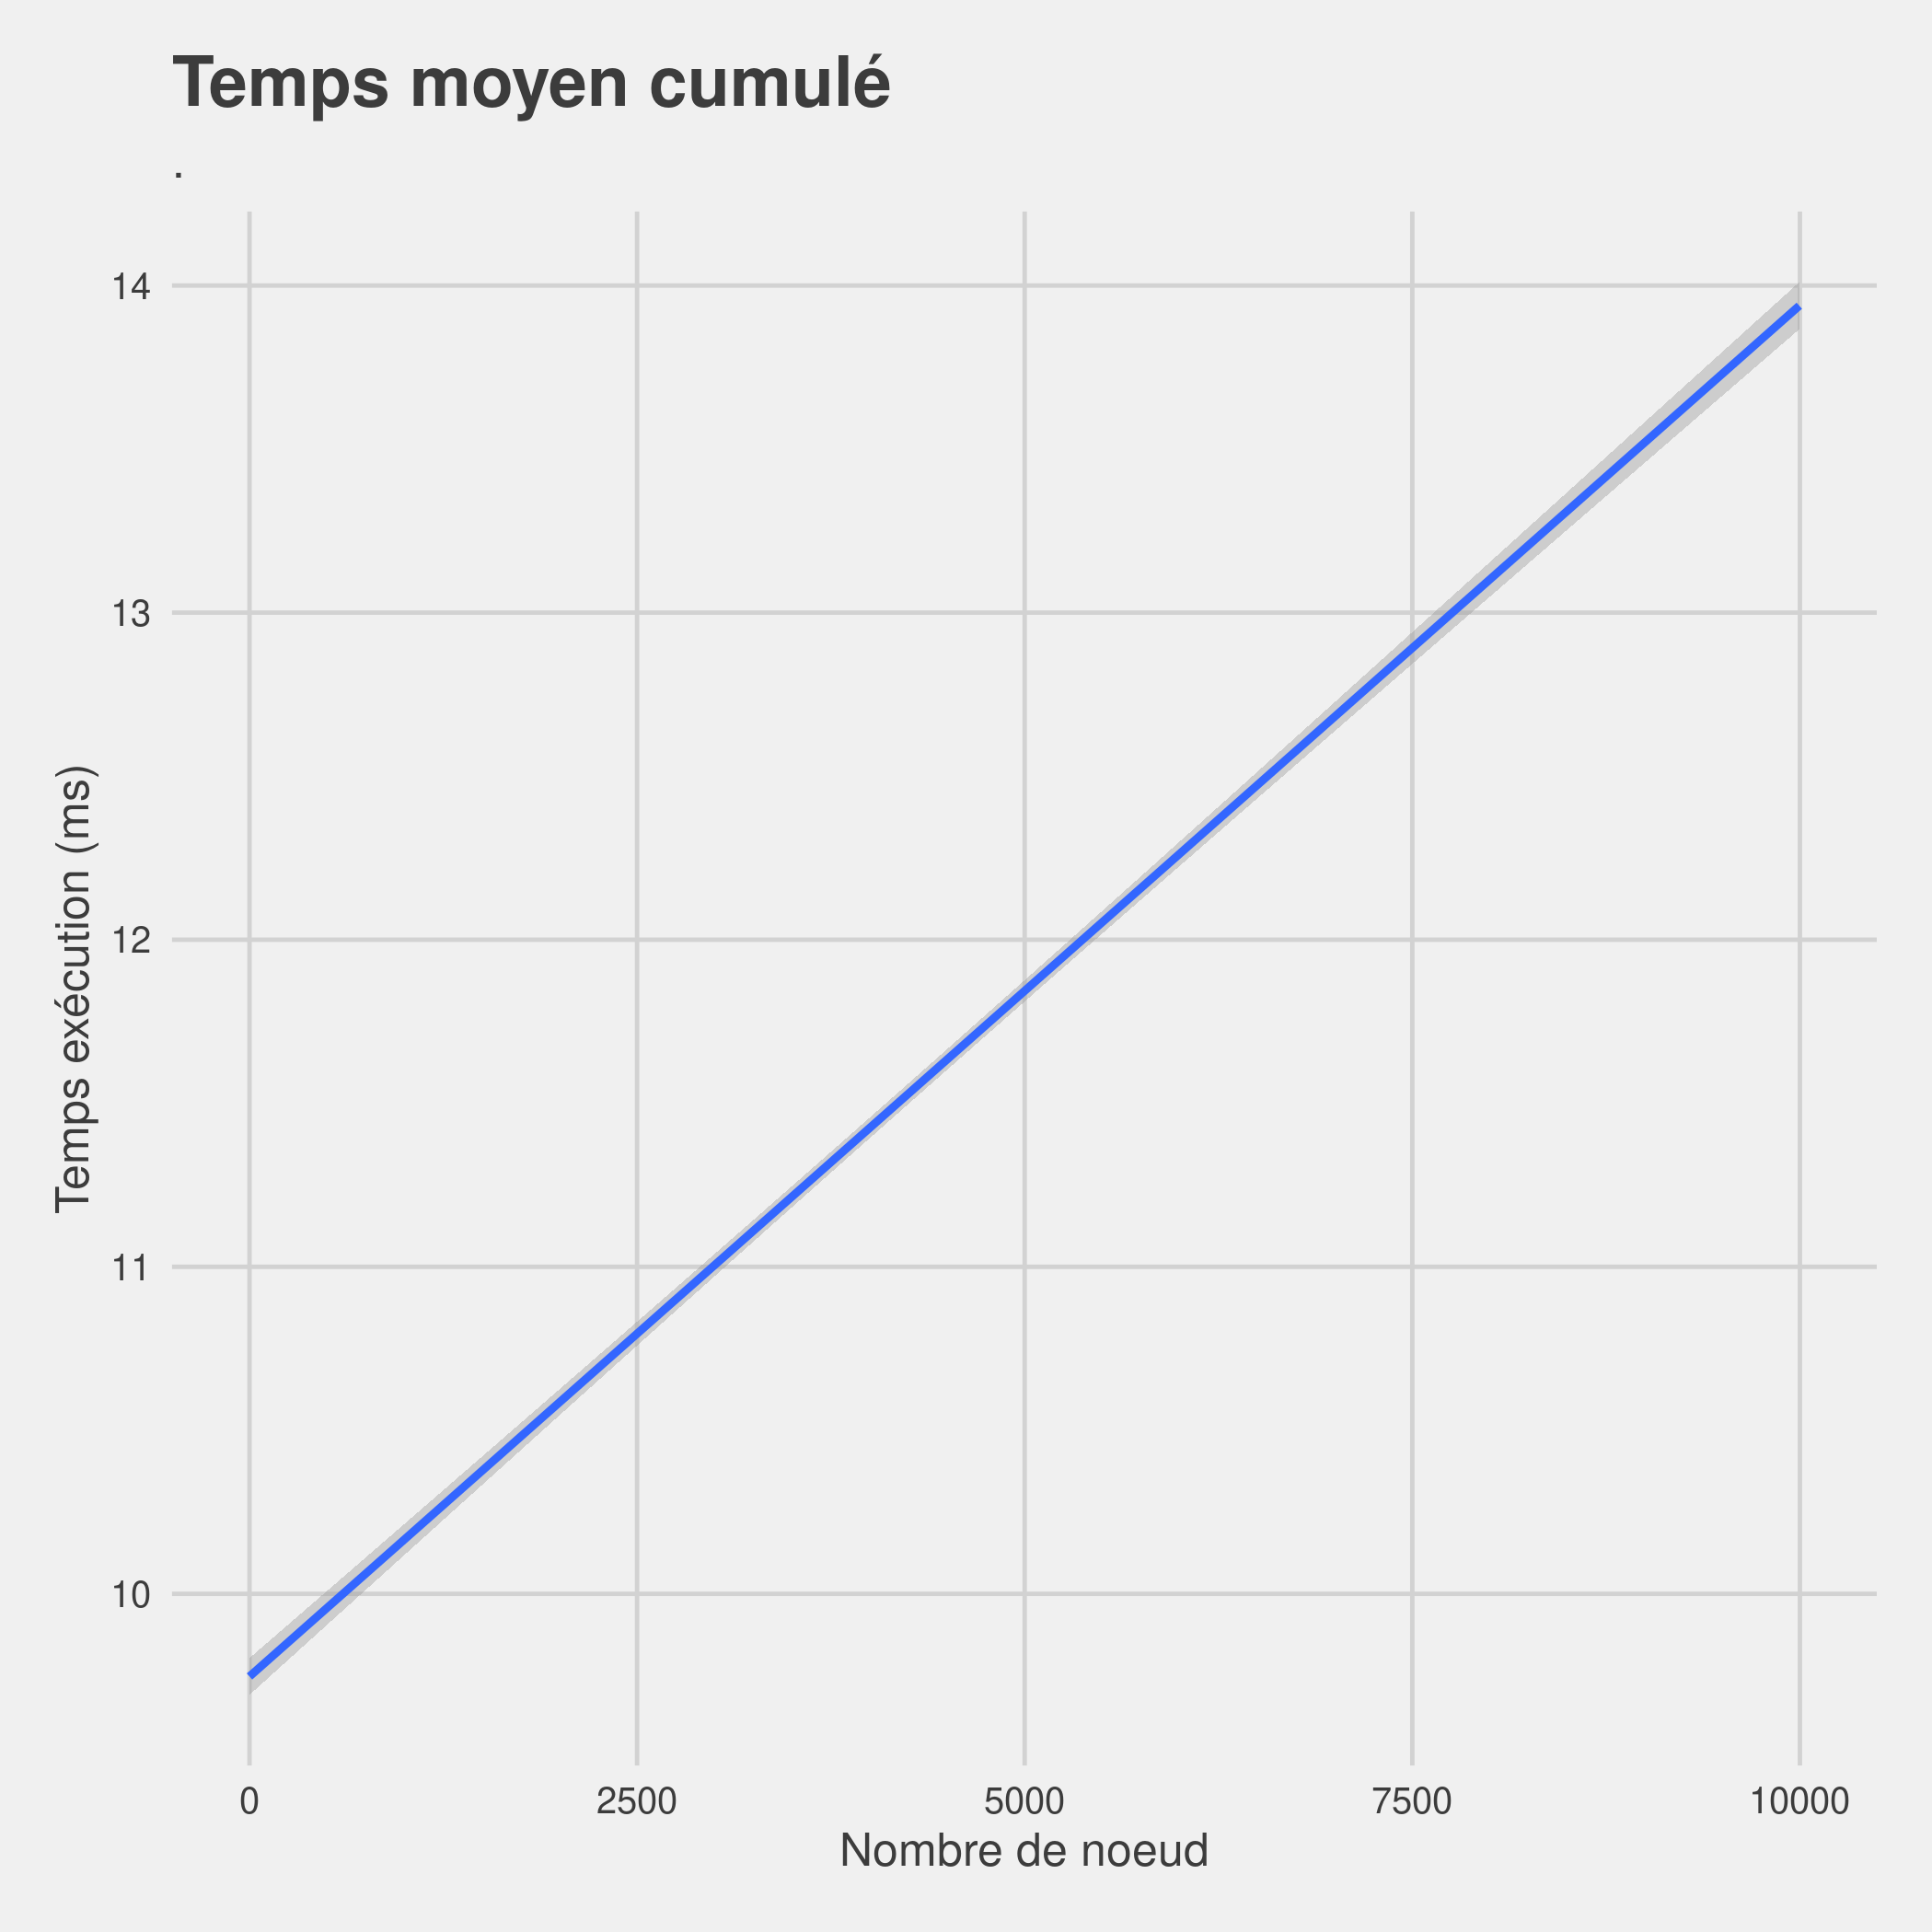 Temps moyen cumulé
.
14
13
12
11
10
Temps exécution (ms)
0 2500 5000 7500 10000
Nombre de noeud